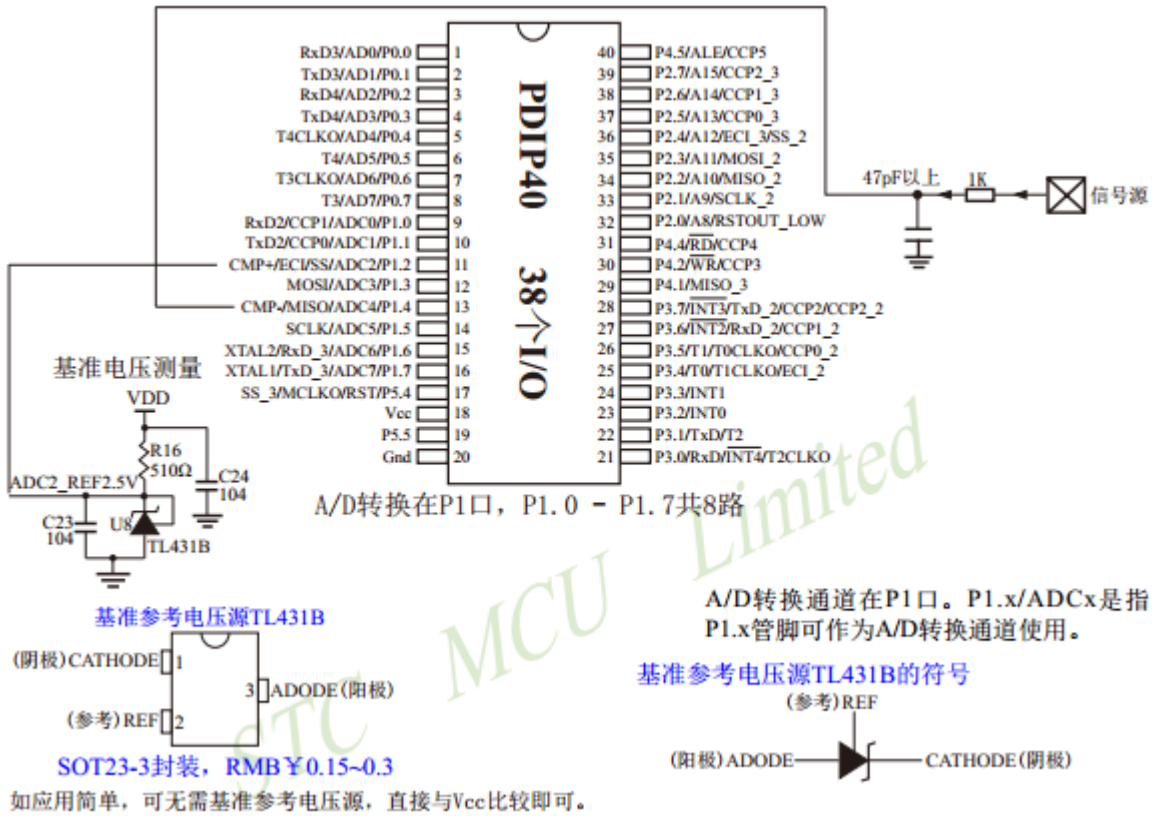 RxD3/AD0/P0.0 1
TxD3/AD1/P0.1 2
RxD4/AD2/P0.2 3
TxD4/AD3/P0.3 4
T4CLKO/AD4/P0.4 5
T4/AD5/P0.5 6
T3CLKO/AD6/P0.6 7
T3/AD7/P0.7 8
RxD2/CCP1/ADC0/P1.0 9
TxD2/CCP0/ADC1/P1.1 10
CMP+/ECI/SS/ADC2/P1.2 11
MOSI/ADC3/P1.3 12
CMP-/MISO/ADC4/P1.4 13
SCLK/ADC5/P1.5 14
XTAL2/RxD_3/ADC6/P1.6 15
XTAL1/TxD_3/ADC7/P1.7 16
SS_3/MCLKO/RST/P5.4 17
Vcc 18
P5.5 19
Gnd 20
PDIP40 38个I/O
40 P4.5/ALE/CCP5
39 P2.7/A15/CCP2_3
38 P2.6/A14/CCP1_3
37 P2.5/A13/CCP0_3
36 P2.4/A12/ECI_3/SS_2
35 P2.3/A11/MOSI_2
34 P2.2/A10/MISO_2
33 P2.1/A9/SCLK_2
32 P2.0/A8/RSTOUT_LOW
31 P4.4/RD/CCP4
30 P4.2/WR/CCP3
29 P4.1/MISO_3
28 P3.7/INT3/TxD_2/CCP2/CCP2_2
27 P3.6/INT2/RxD_2/CCP1_2
26 P3.5/T1/T0CLKO/CCP0_2
25 P3.4/T0/T1CLKO/ECI_2
24 P3.3/INT1
23 P3.2/INT0
22 P3.1/TxD/T2
21 P3.0/RxD/INT4/T2CLKO
47pF以上 1K
信号源
基准电压测量
VDD
R16
510Ω
C24
104
ADC2_REF2.5V
C23
104
U8
TL431B
A/D转换在P1口，P1.0 - P1.7共8路
STC MCU Limited
基准参考电压源TL431B
(阴极)CATHODE 1
3 ADODE(阳极)
(参考)REF 2
SOT23-3封装，RMB￥0.15~0.3
如应用简单，可无需基准参考电压源，直接与Vcc比较即可。
A/D转换通道在P1口。P1.x/ADCx是指
P1.x管脚可作为A/D转换通道使用。
基准参考电压源TL431B的符号
(参考)REF
(阳极)ADODE
CATHODE(阴极)